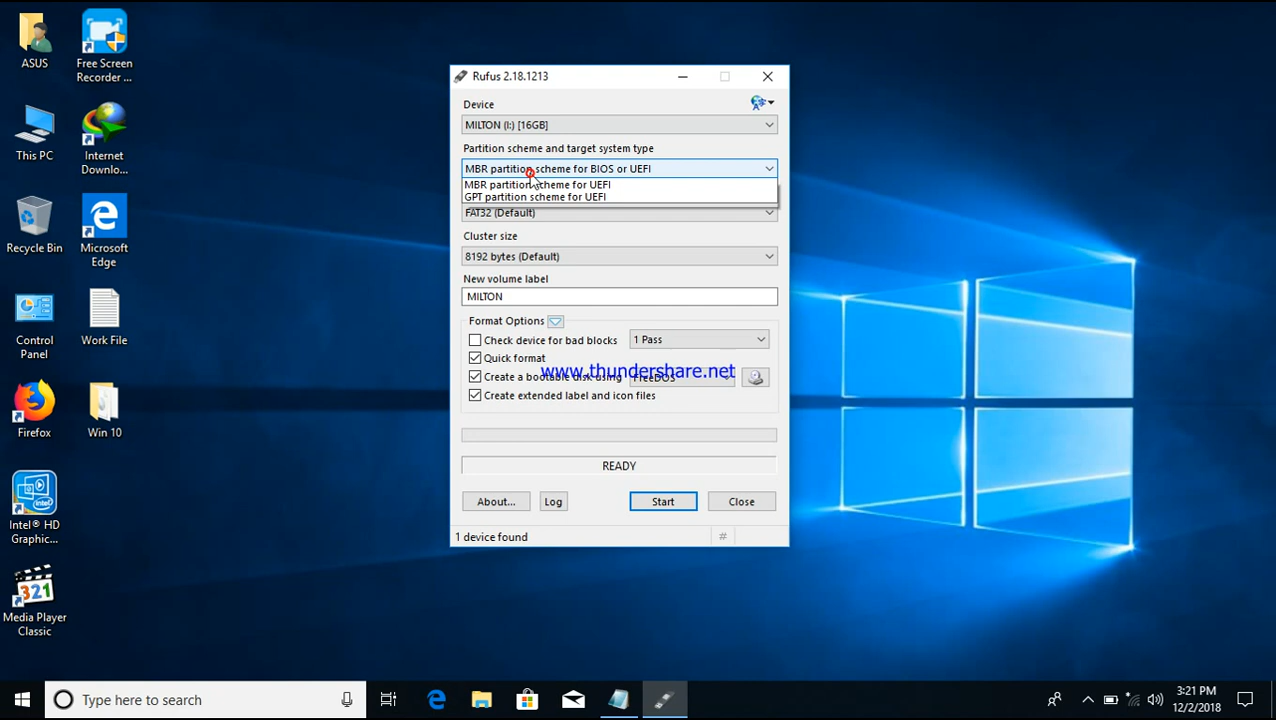 ASUS
Free Screen
Recorder ...
This PC
Internet
Downlo...
Recycle Bin
Microsoft
Edge
Control
Panel
Work File
Firefox
Win 10
Intel® HD
Graphic...
Media Player
Classic
Rufus 2.18.1213
Device
MILTON (I:) [16GB]
Partition scheme and target system type
MBR partition scheme for BIOS or UEFI
MBR partition scheme for UEFI
GPT partition scheme for UEFI
FAT32 (Default)
Cluster size
8192 bytes (Default)
New volume label
MILTON
Format Options
Check device for bad blocks
1 Pass
Quick format
www.thundershare.net
Create a bootable disk using
FreeDOS
Create extended label and icon files
READY
About...
Log
Start
Close
1 device found
#
Type here to search
3:21 PM
12/2/2018